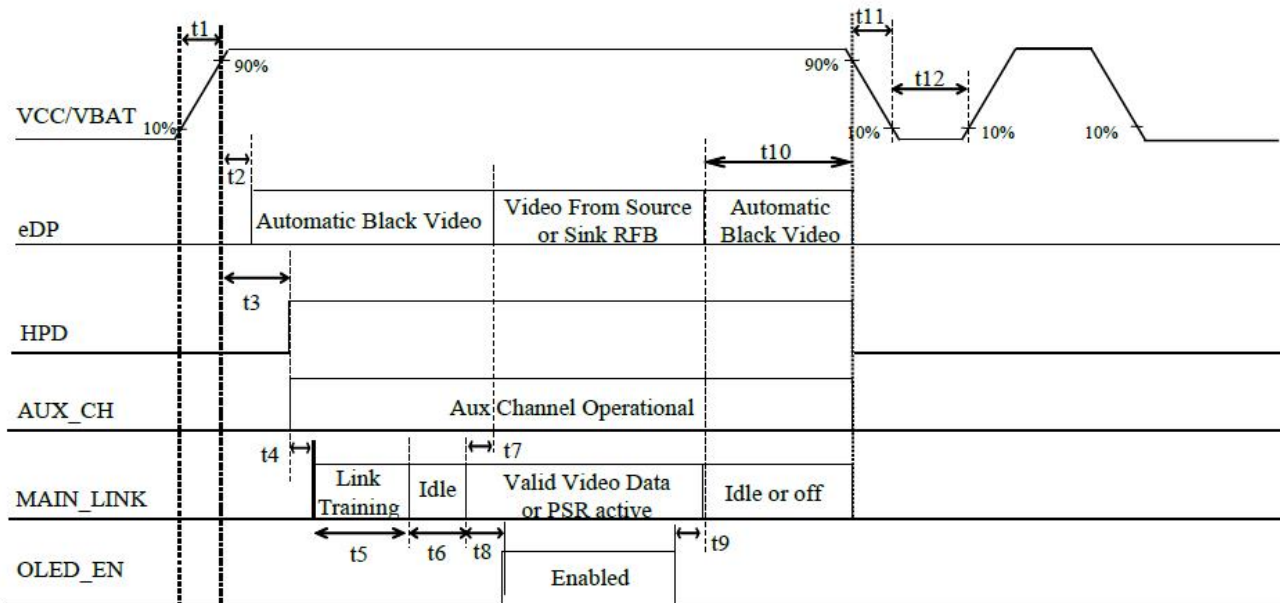 t1
t11
90%
90%
t12
VCC/VBAT
10%
10%
10%
10%
t2
t10
eDP
Automatic Black Video
Video From Source
or Sink RFB
Automatic
Black Video
t3
HPD
AUX_CH
Aux Channel Operational
t4
t7
MAIN_LINK
Link
Training
Idle
Valid Video Data
or PSR active
Idle or off
t5
t6
t8
t9
OLED_EN
Enabled